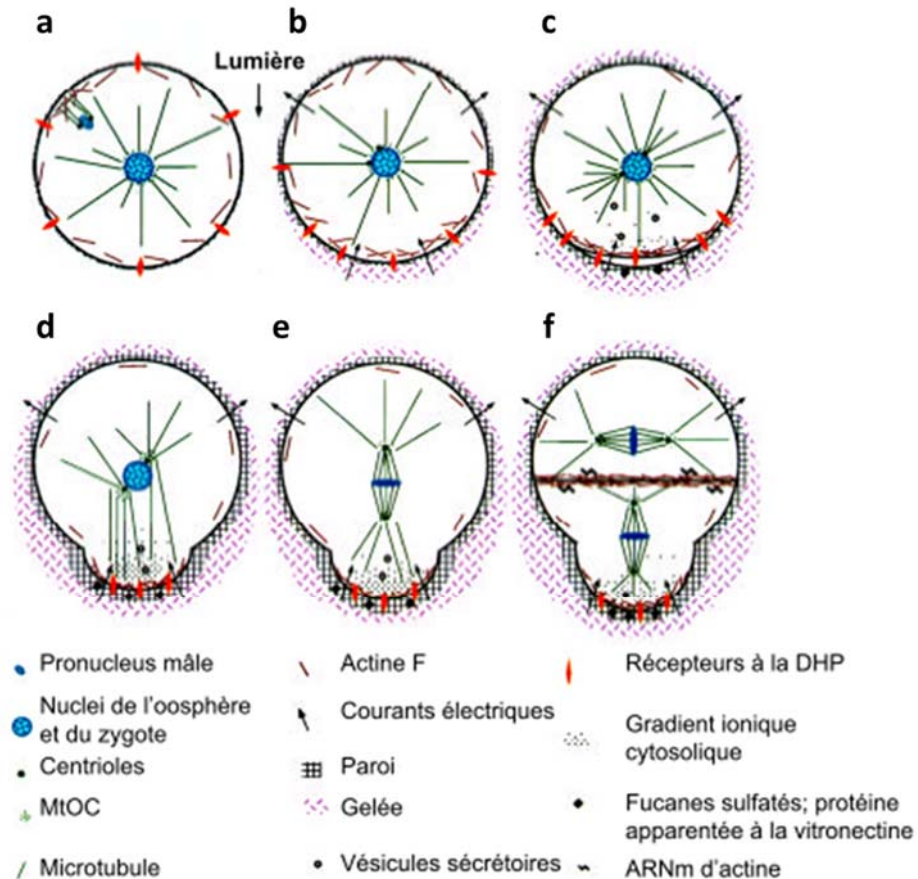 a
b
c
Lumière
d
e
f
Pronucleus mâle
Nuclei de l'oosphère
et du zygote
Centrioles
MtOC
Microtubule
Actine F
Courants électriques
Paroi
Gelée
Vésicules sécrétoires
Récepteurs à la DHP
Gradient ionique
cytosolique
Fucanes sulfatés; protéine
apparentée à la vitronectine
ARNm d'actine